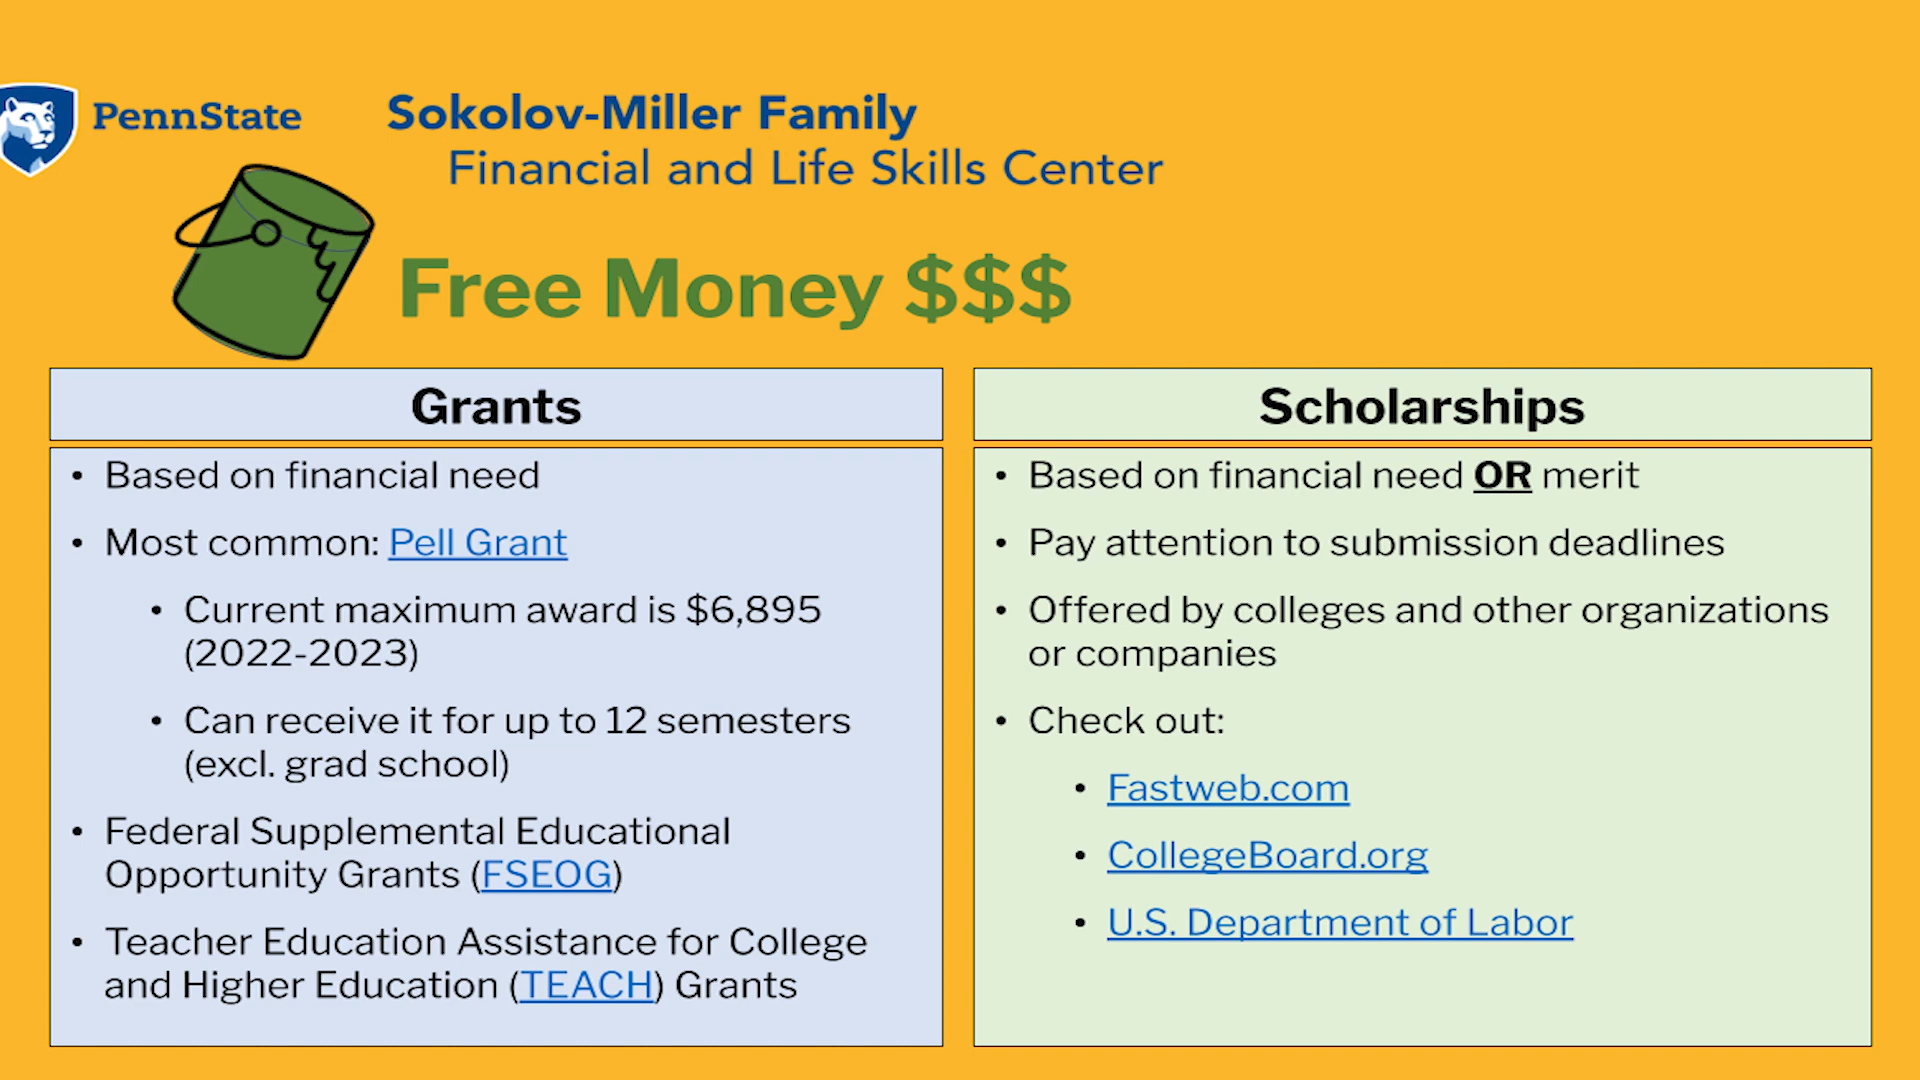 PennState
Sokolov-Miller Family
Financial and Life Skills Center
Free Money $$$
Grants
• Based on financial need
• Most common: Pell Grant
• Current maximum award is $6,895
(2022-2023)
• Can receive it for up to 12 semesters
(excl. grad school)
• Federal Supplemental Educational
Opportunity Grants (FSEOG)
• Teacher Education Assistance for College
and Higher Education (TEACH) Grants
Scholarships
• Based on financial need OR merit
• Pay attention to submission deadlines
• Offered by colleges and other organizations
or companies
• Check out:
• Fastweb.com
• CollegeBoard.org
• U.S. Department of Labor